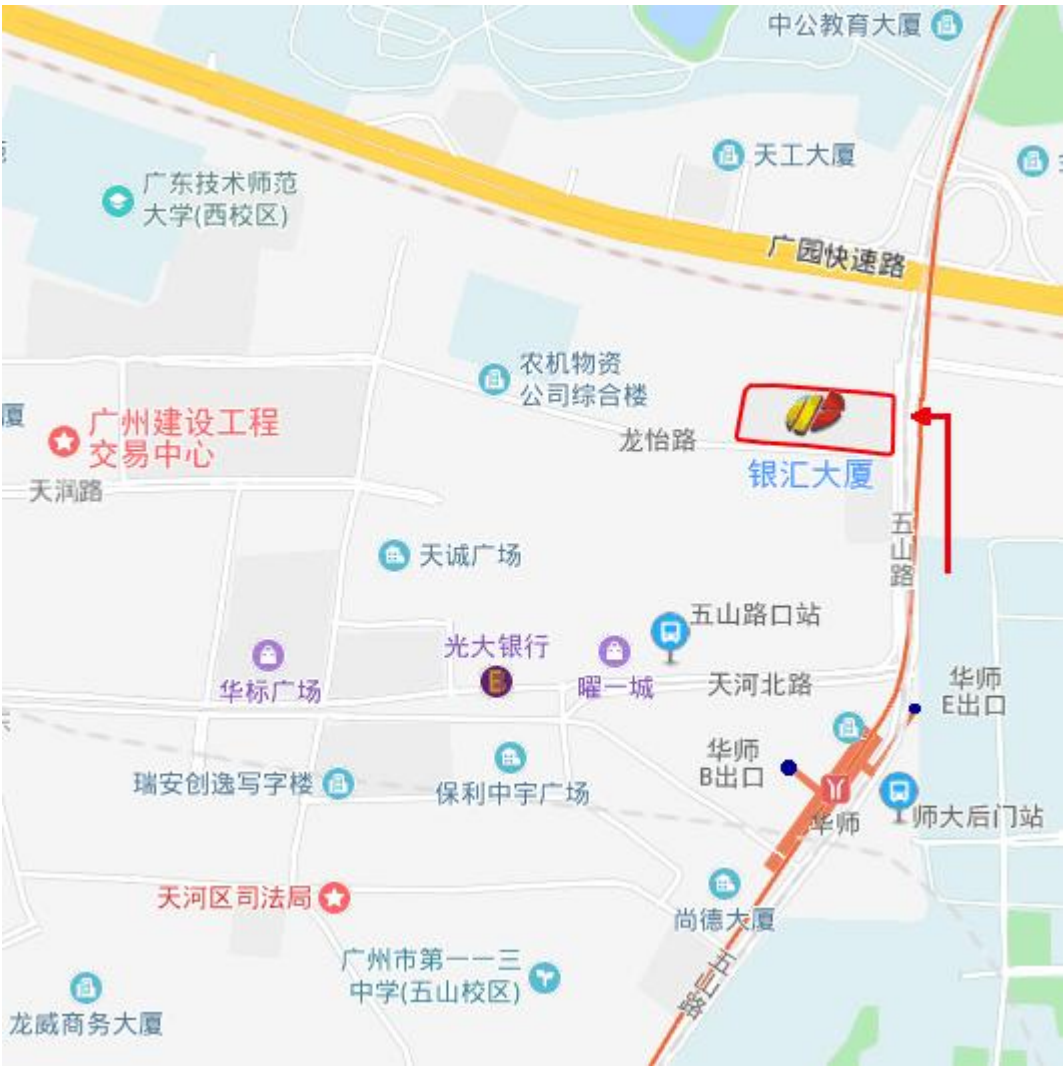 中公教育大厦
天工大厦
广东技术师范
大学(西校区)
广园快速路
农机物资
公司综合楼
厦
广州建设工程
交易中心
龙怡路
银汇大厦
天润路
五山路
天诚广场
五山路口站
光大银行
E
华标广场
曜一城
天河北路
华师
E出口
华师
B出口
瑞安创逸写字楼
保利中宇广场
华师
师大后门站
天河区司法局
尚德大厦
广州市第一一三
中学(五山校区)
五山路
龙威商务大厦